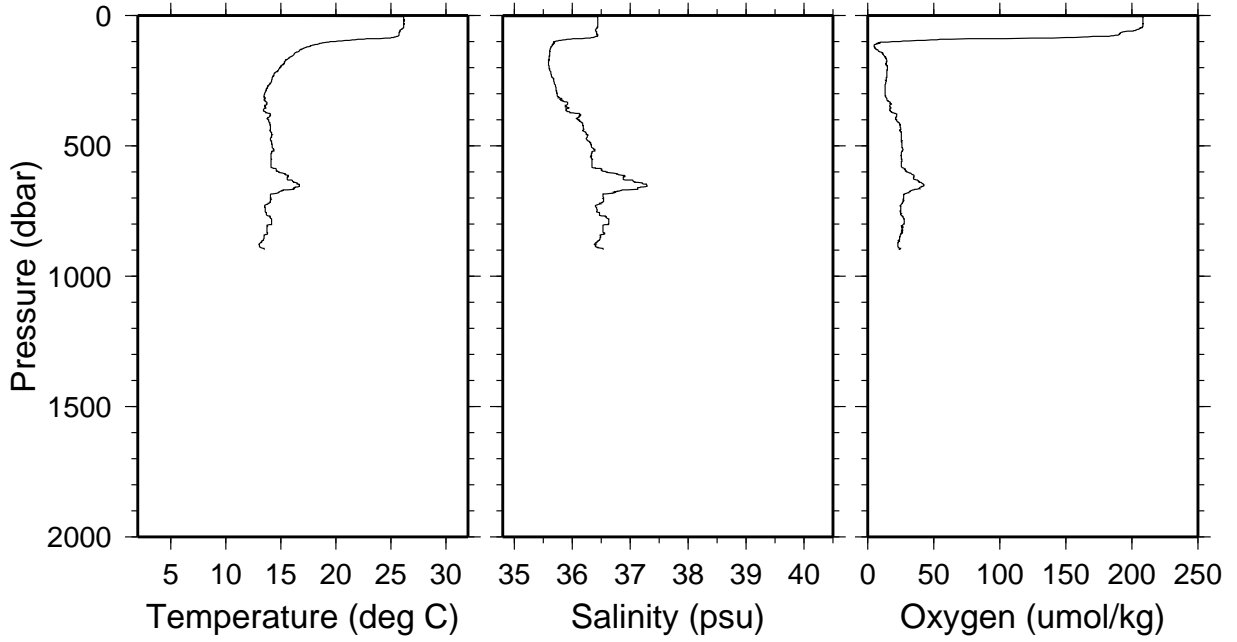 0
500
1000
1500
2000
Pressure (dbar)
5 10 15 20 25 30
Temperature (deg C)
35 36 37 38 39 40
Salinity (psu)
0 50 100 150 200 250
Oxygen (umol/kg)